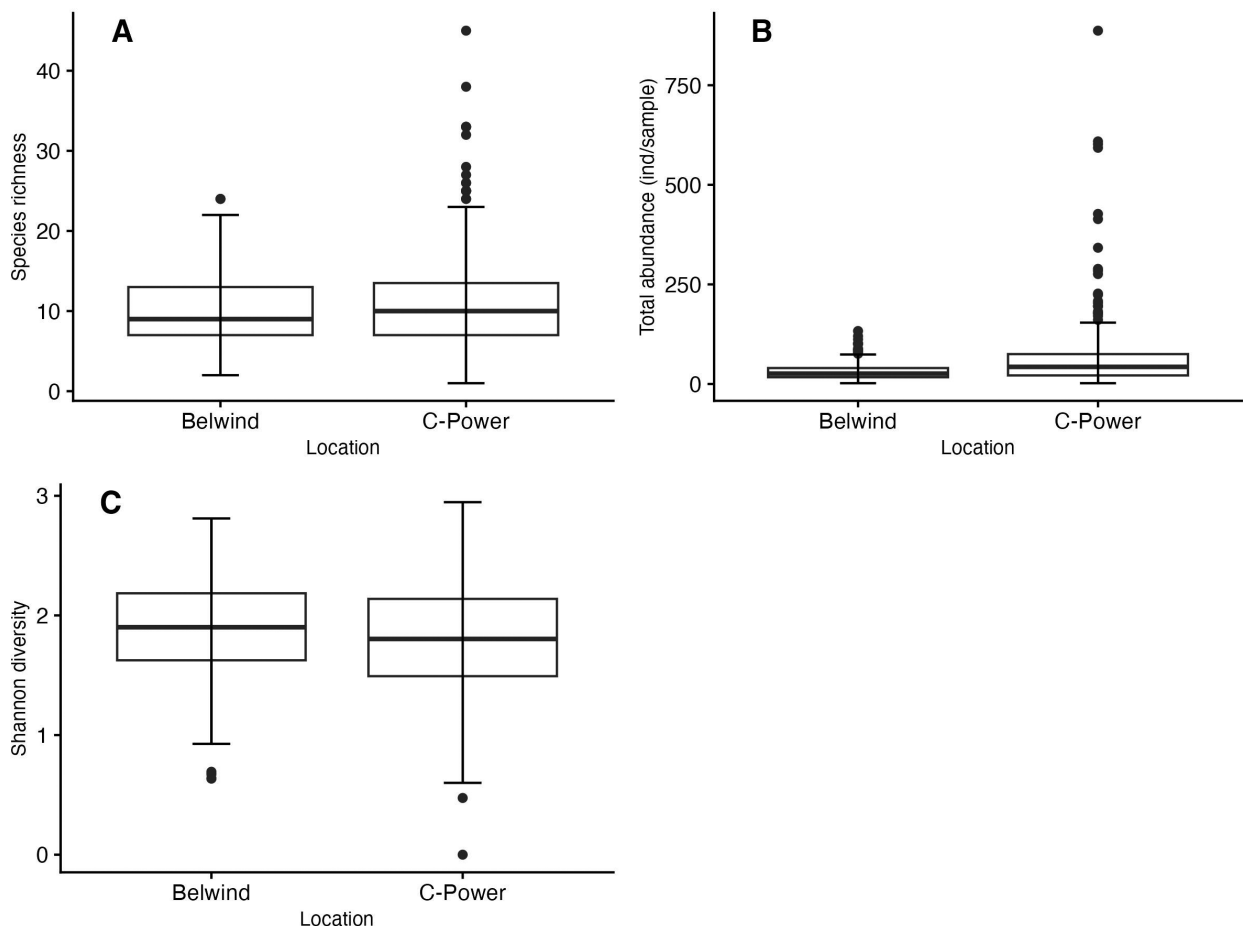 A
Species richness
40
30
20
10
0
Belwind
C-Power
Location
B
Total abundance (ind/sample)
750
500
250
0
Belwind
C-Power
Location
C
Shannon diversity
3
2
1
0
Belwind
C-Power
Location